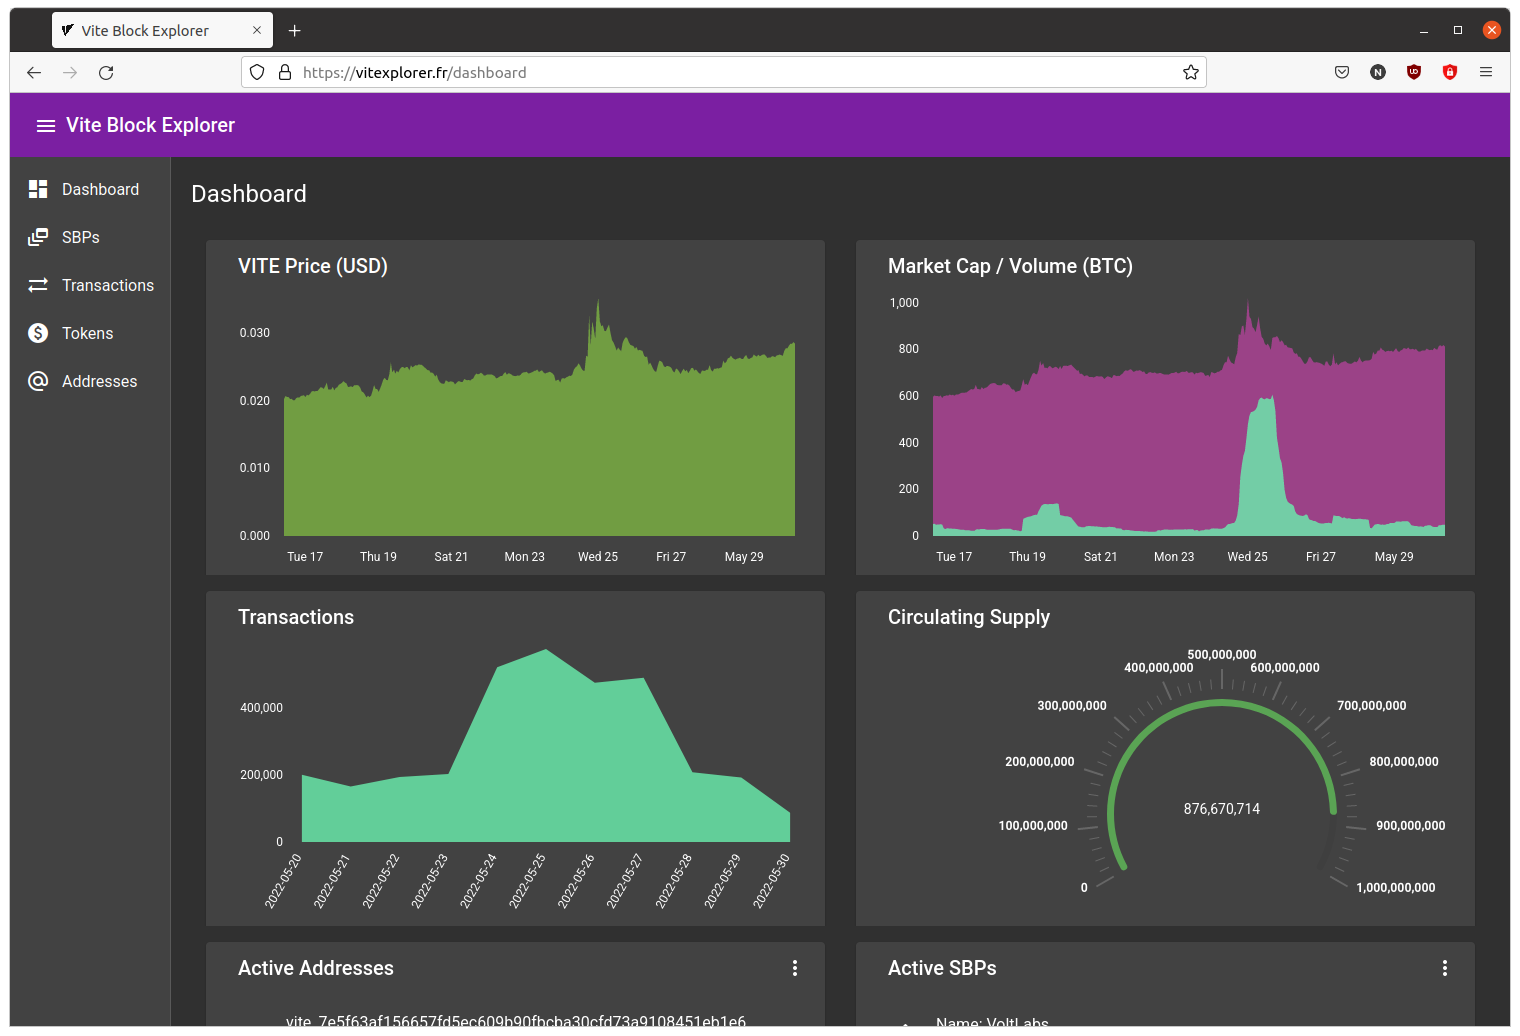 Vite Block Explorer
https://vitexplorer.fr/dashboard
Vite Block Explorer
Dashboard
SBPs
Transactions
Tokens
Addresses
Dashboard
VITE Price (USD)
0.030
0.020
0.010
0.000
Tue 17 Thu 19 Sat 21 Mon 23 Wed 25 Fri 27 May 29
Market Cap / Volume (BTC)
1,000
800
600
400
200
0
Tue 17 Thu 19 Sat 21 Mon 23 Wed 25 Fri 27 May 29
Transactions
400,000
200,000
0
2022-05-20 2022-05-21 2022-05-22 2022-05-23 2022-05-24 2022-05-25 2022-05-26 2022-05-27 2022-05-28 2022-05-29 2022-05-30
Circulating Supply
500,000,000
400,000,000 600,000,000
300,000,000 700,000,000
200,000,000 800,000,000
876,670,714
100,000,000 900,000,000
0 1,000,000,000
Active Addresses
vite_7e5f63af156657fd5ec609b90fbcba30cfd73a9108451eb1e6
Active SBPs
Name: VoltLabs